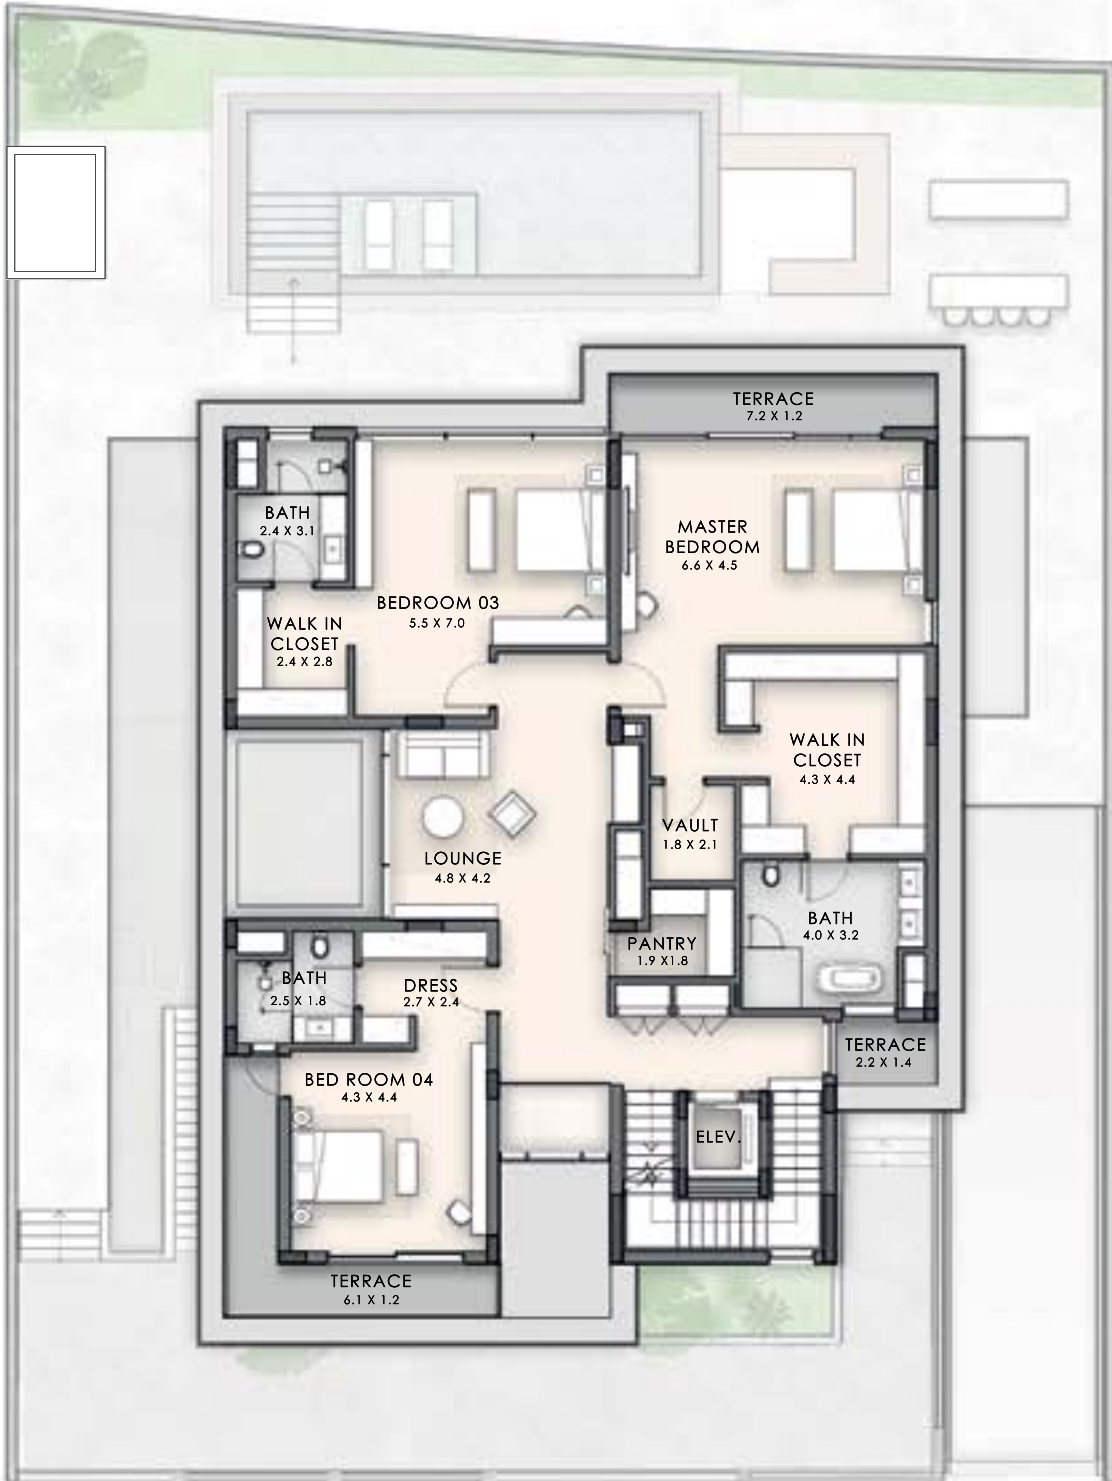 TERRACE
7.2 X 1.2
BATH
2.4 X 3.1
MASTER
BEDROOM
6.6 X 4.5
BEDROOM 03
5.5 X 7.0
WALK IN
CLOSET
2.4 X 2.8
WALK IN
CLOSET
4.3 X 4.4
VAULT
1.8 X 2.1
LOUNGE
4.8 X 4.2
BATH
4.0 X 3.2
PANTRY
1.9 X1.8
BATH
2.5 X 1.8
DRESS
2.7 X 2.4
TERRACE
2.2 X 1.4
BED ROOM 04
4.3 X 4.4
ELEV.
TERRACE
6.1 X 1.2